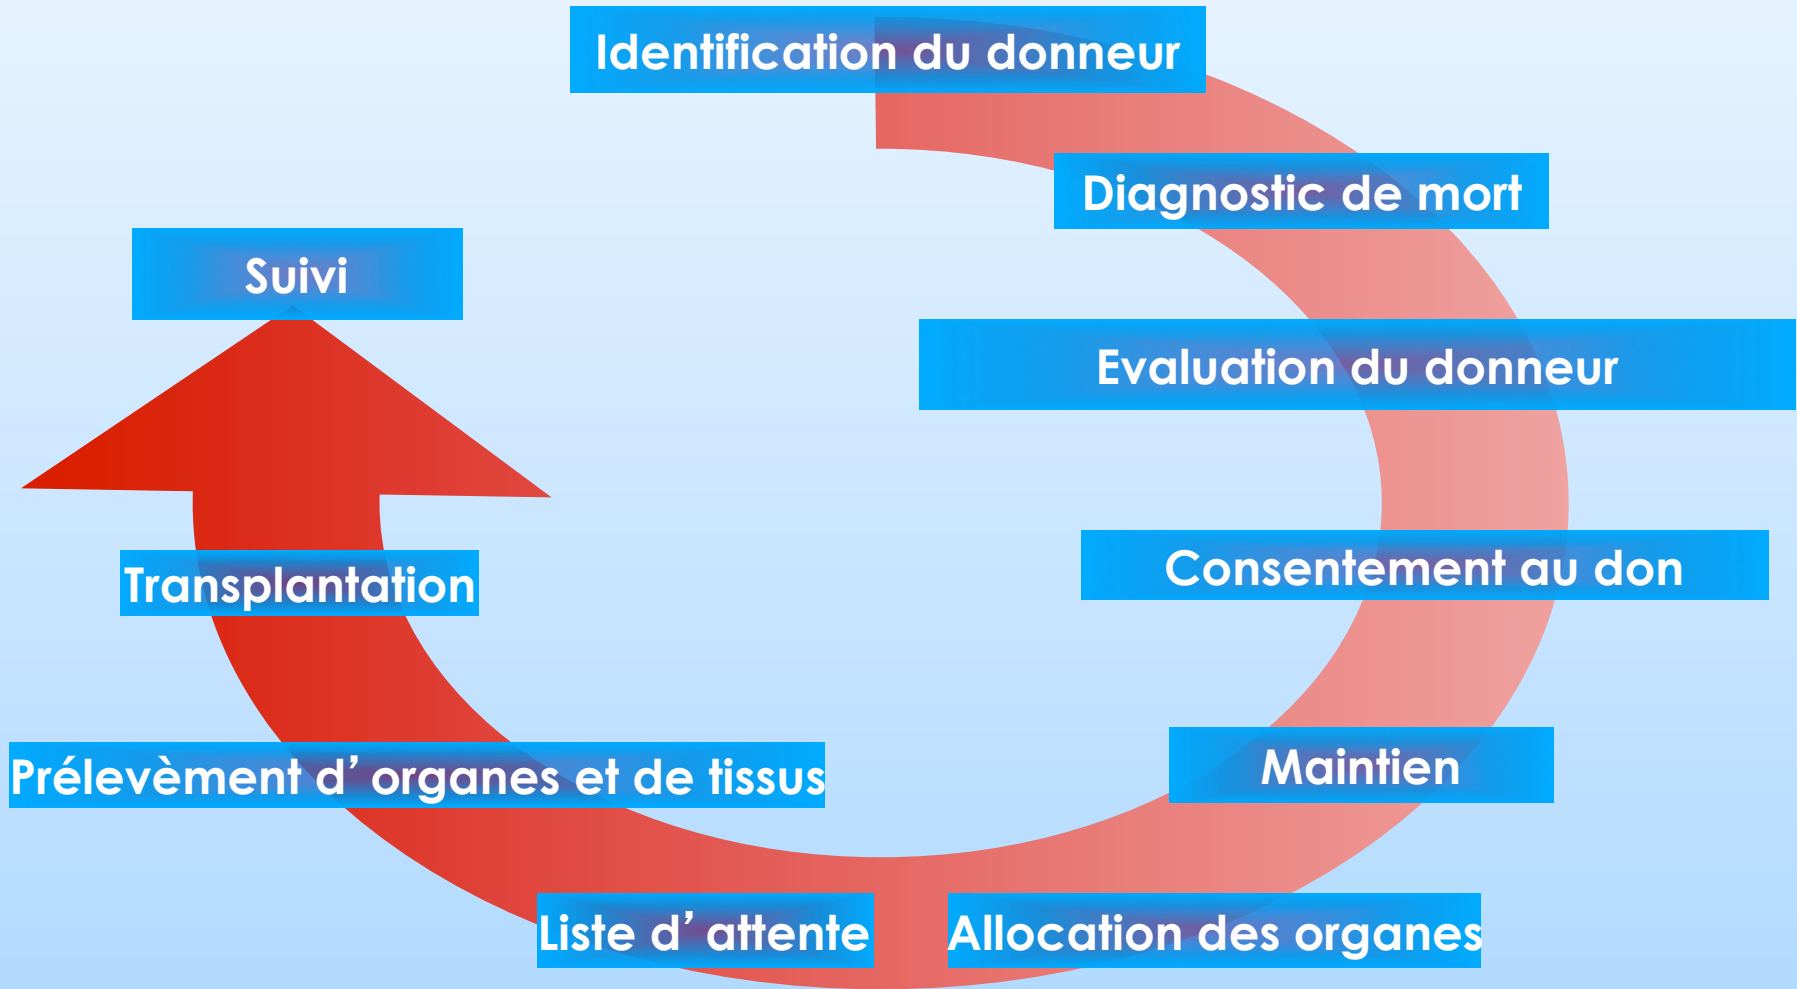 Identification du donneur
Diagnostic de mort
Suivi
Evaluation du donneur
Consentement au don
Transplantation
Maintien
Prélevèment d’ organes et de tissus
Liste d’ attente
Allocation des organes